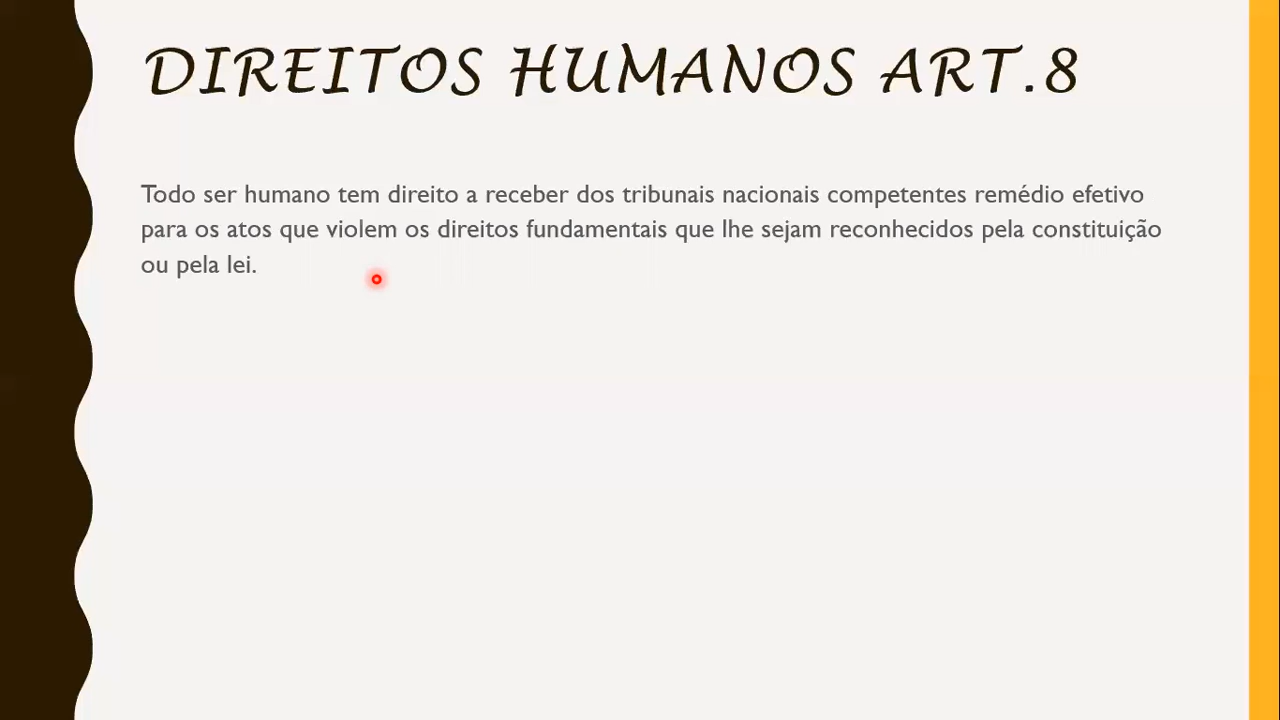 DIREITOS HUMANOS ART.8
Todo ser humano tem direito a receber dos tribunais nacionais competentes remédio efetivo
para os atos que violem os direitos fundamentais que lhe sejam reconhecidos pela constituição
ou pela lei.